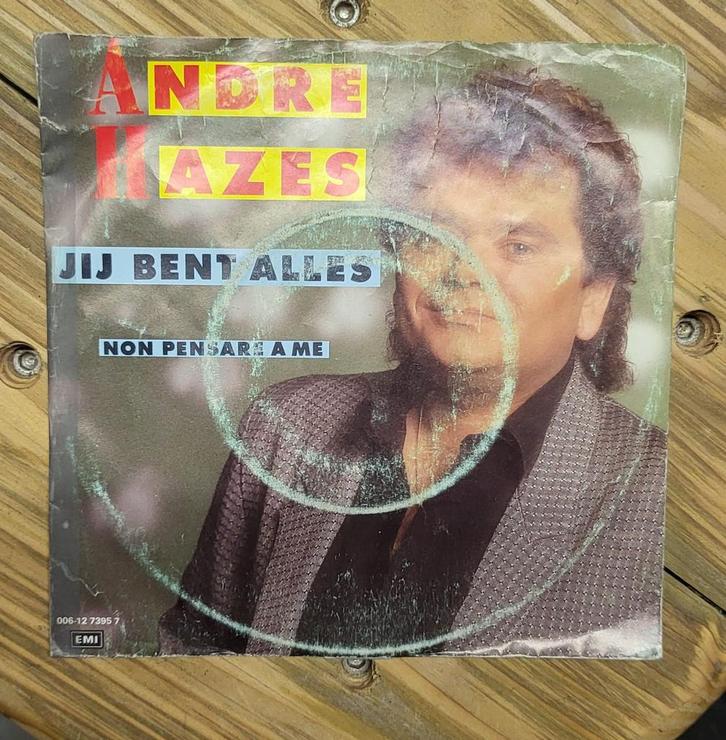 ANDRE
HAZES
JIJ BENT ALLES
NON PENSARE A ME
006-12 7395 7
EMI